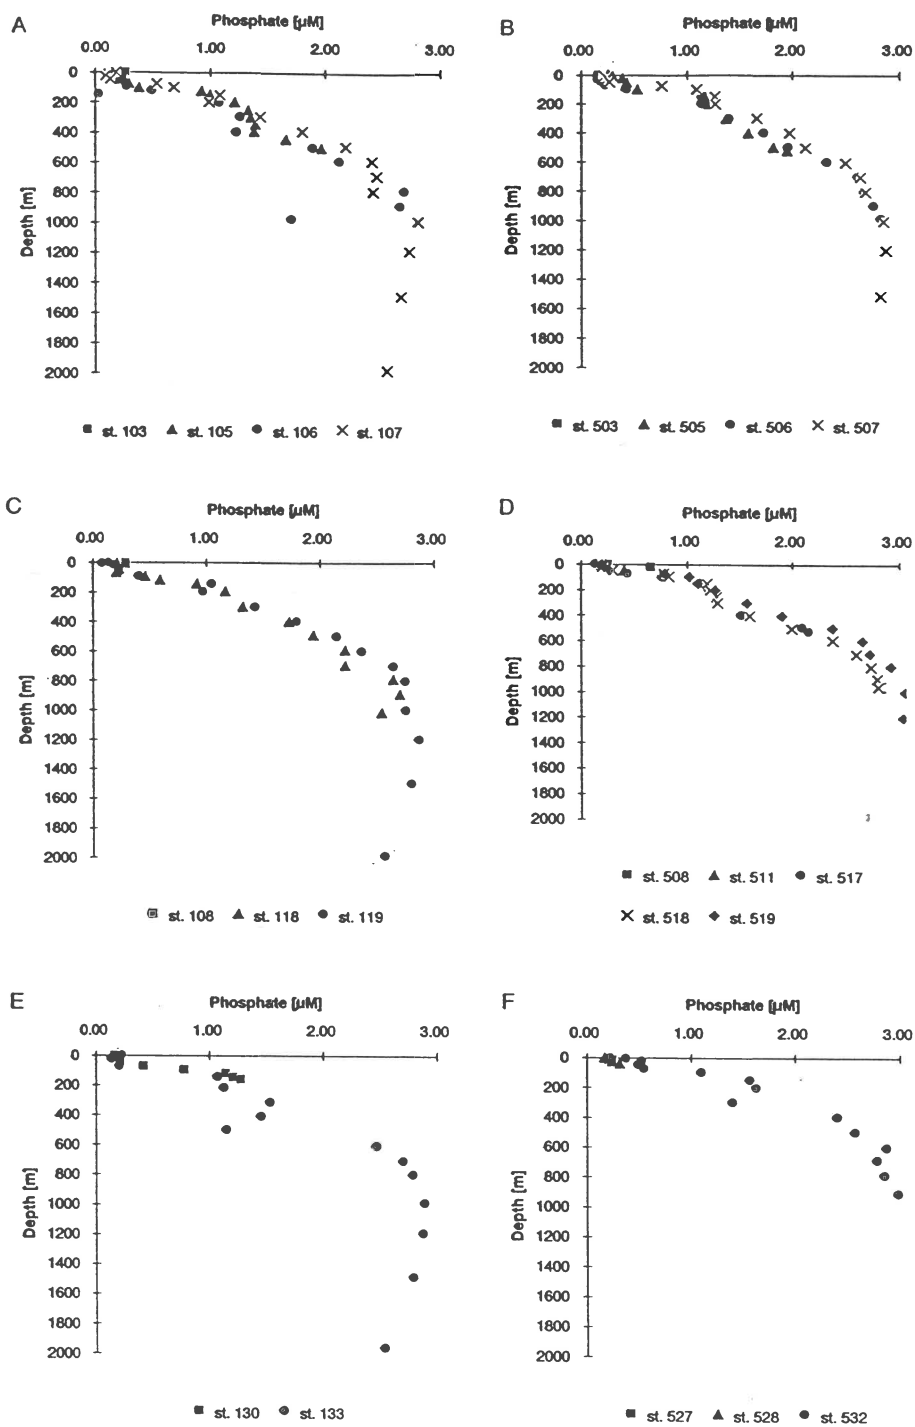 A
Phosphate [µM]
0.00 1.00 2.00 3.00
0
200
400
600
800
1000
1200
1400
1600
1800
2000
Depth [m]
st. 103 st. 105 st. 106 st. 107
B
Phosphate [µM]
0.00 1.00 2.00 3.00
0
200
400
600
800
1000
1200
1400
1600
1800
2000
Depth [m]
st. 503 st. 505 st. 506 st. 507
C
Phosphate [µM]
0.00 1.00 2.00 3.00
0
200
400
600
800
1000
1200
1400
1600
1800
2000
Depth [m]
st. 108 st. 118 st. 119
D
Phosphate [µM]
0.00 1.00 2.00 3.00
0
200
400
600
800
1000
1200
1400
1600
1800
2000
Depth [m]
st. 508 st. 511 st. 517
st. 518 st. 519
E
Phosphate [µM]
0.00 1.00 2.00 3.00
0
200
400
600
800
1000
1200
1400
1600
1800
2000
Depth [m]
st. 130 st. 133
F
Phosphate [µM]
0.00 1.00 2.00 3.00
0
200
400
600
800
1000
1200
1400
1600
1800
2000
Depth [m]
st. 527 st. 528 st. 532